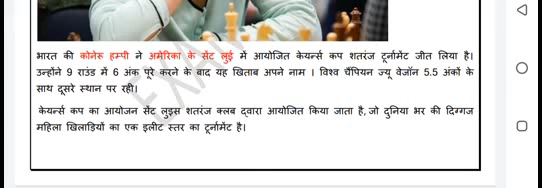 भारत की कोनेरू हम्पी ने अमेरिका के सेंट लुई में आयोजित केयर्न्स कप शतरंज टूर्नामेंट जीत लिया है।
उन्होंने 9 राउंड में 6 अंक पूरे करने के बाद यह खिताब अपने नाम । विश्व चैंपियन ज्यू वेंजॉन 5.5 अंकों के
साथ दूसरे स्थान पर रही।
केयर्न्स कप का आयोजन सेंट लुइस शतरंज क्लब द्वारा आयोजित किया जाता है, जो दुनिया भर की दिग्गज
महिला खिलाड़ियों का एक इलीट स्तर का टूर्नामेंट है।